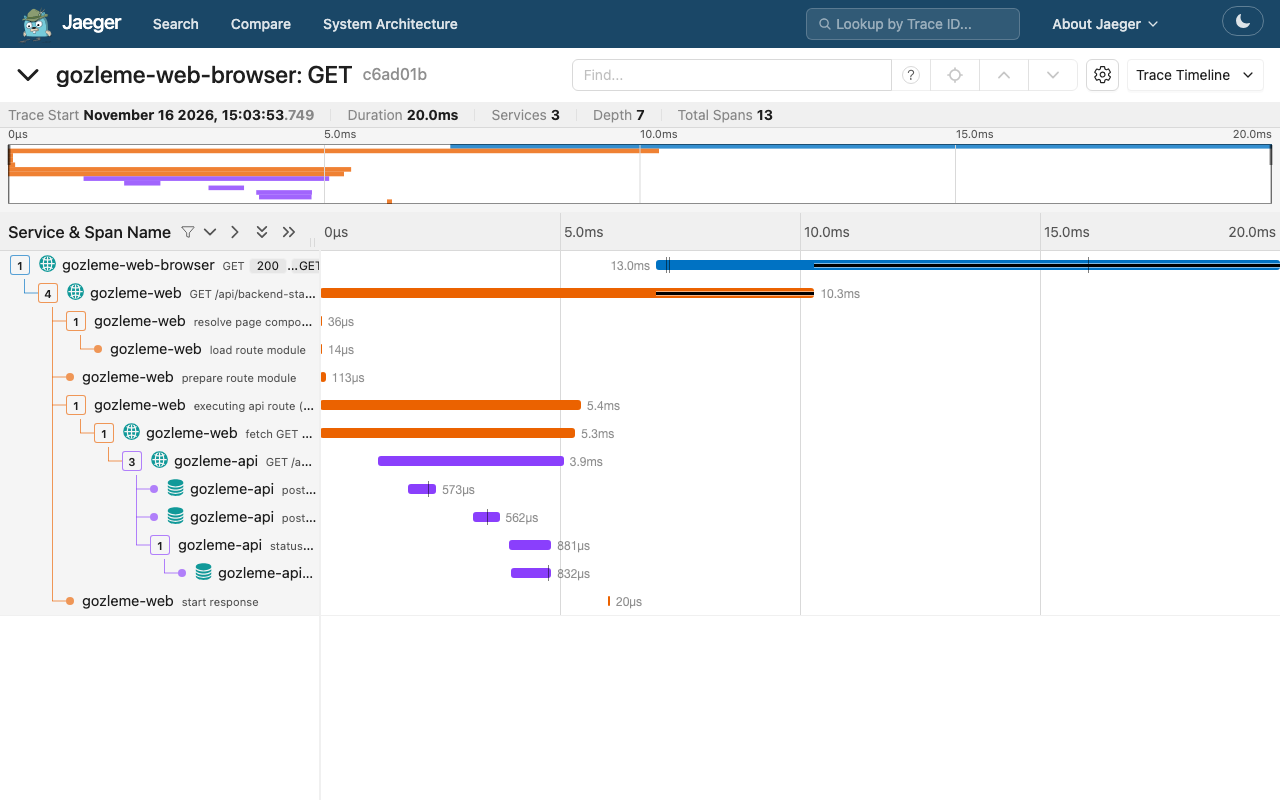 Jaeger Search Compare System Architecture Lookup by Trace ID... About Jaeger
gozleme-web-browser: GET c6ad01b Find... ? Trace Timeline
Trace Start November 16 2026, 15:03:53.749 Duration 20.0ms Services 3 Depth 7 Total Spans 13
0μs 5.0ms 10.0ms 15.0ms 20.0ms
Service & Span Name 0μs 5.0ms 10.0ms 15.0ms 20.0ms
1 gozleme-web-browser GET 200 ...GET 13.0ms
4 gozleme-web GET /api/backend-sta... 10.3ms
1 gozleme-web resolve page compo... 36μs
gozleme-web load route module 14μs
gozleme-web prepare route module 113μs
1 gozleme-web executing api route (... 5.4ms
1 gozleme-web fetch GET ... 5.3ms
3 gozleme-api GET /a... 3.9ms
gozleme-api post... 573μs
gozleme-api post... 562μs
1 gozleme-api status... 881μs
gozleme-api... 832μs
gozleme-web start response 20μs